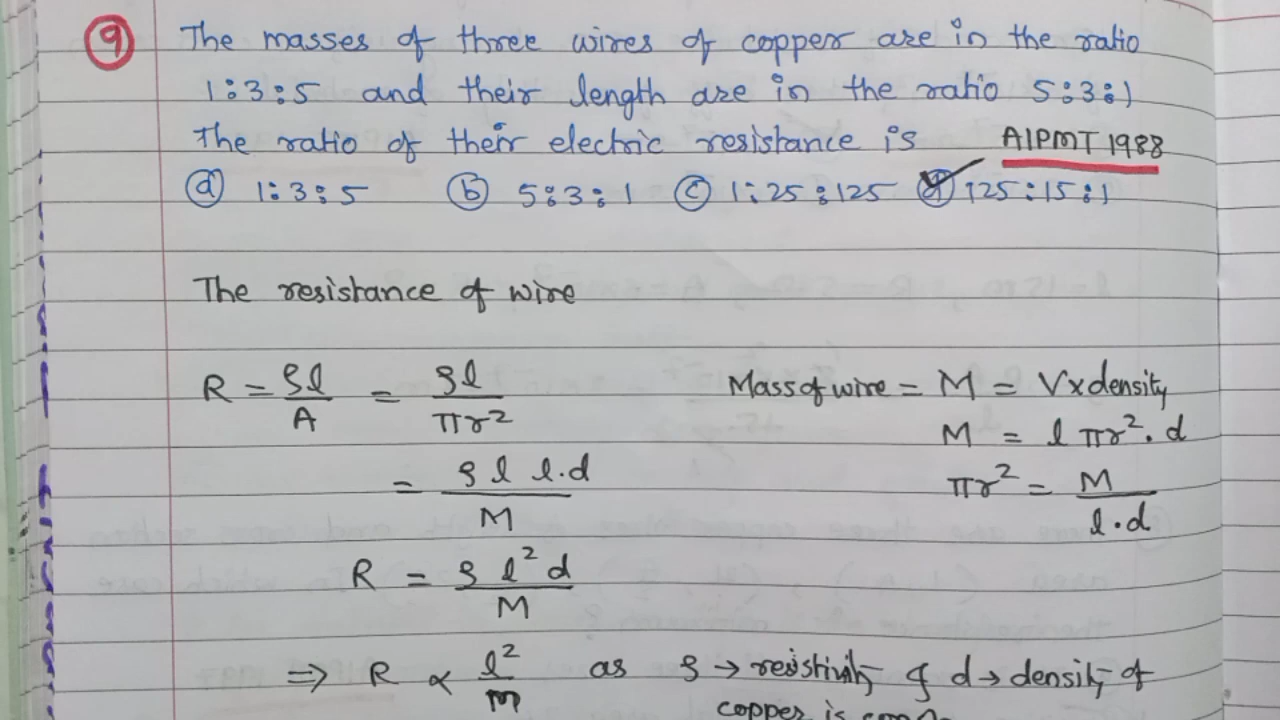 9 The masses of three wires of copper are in the ratio
1:3:5 and their length are in the ratio 5:3:1
The ratio of their electric resistance is AIPMT 1988
ⓐ 1:3:5 ⓑ 5:3:1 ⓒ 1:25:125 ⓓ 125:15:1
The resistance of wire
R = ρl/A = ρl/πr² Mass of wire = M = V x density
M = l πr². d
= ρ l l.d/M πr² = M/l.d
R = ρ l² d/M
⇒ R ∝ l²/m as ρ → resistivity & d → density of
copper is